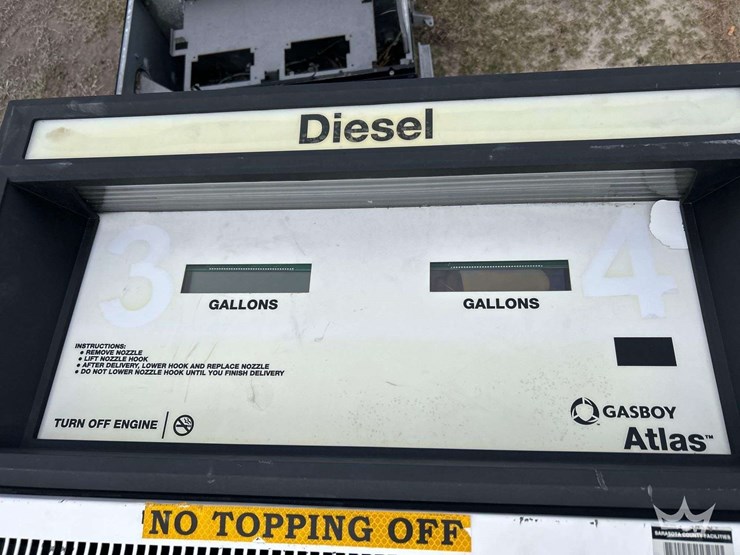 Diesel
3
4
GALLONS
GALLONS
INSTRUCTIONS:
• REMOVE NOZZLE
• LIFT NOZZLE HOOK
• AFTER DELIVERY, LOWER HOOK AND REPLACE NOZZLE
• DO NOT LOWER NOZZLE HOOK UNTIL YOU FINISH DELIVERY
TURN OFF ENGINE
GASBOY
Atlas™
NO TOPPING OFF
SARASOTA COUNTY FACILITIES